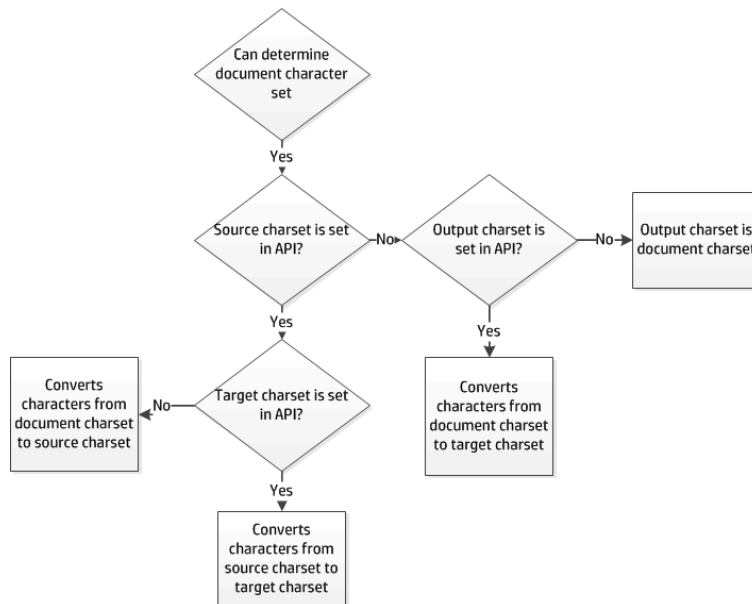 Can determine
document character
set
Yes
Source charset is set
in API?
No
Output charset is
set in API?
No
Output charset is
document charset
Yes
Yes
Converts
characters from
document charset
to source charset
No
Target charset is set
in API?
Converts
characters from
document charset
to target charset
Yes
Converts
characters from
source charset to
target charset